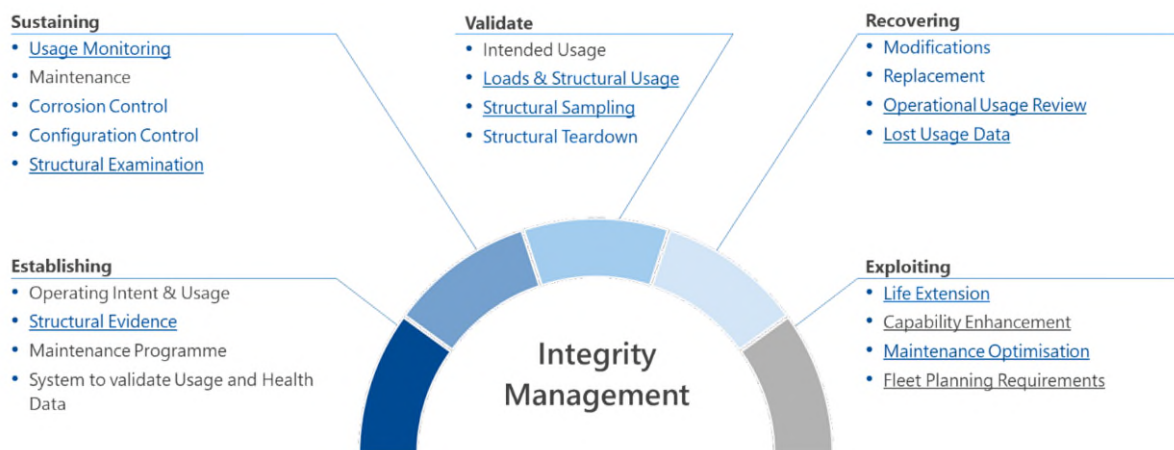 Sustaining
• Usage Monitoring
• Maintenance
• Corrosion Control
• Configuration Control
• Structural Examination
Validate
• Intended Usage
• Loads & Structural Usage
• Structural Sampling
• Structural Teardown
Recovering
• Modifications
• Replacement
• Operational Usage Review
• Lost Usage Data
Establishing
• Operating Intent & Usage
• Structural Evidence
• Maintenance Programme
• System to validate Usage and Health
Data
Integrity
Management
Exploiting
• Life Extension
• Capability Enhancement
• Maintenance Optimisation
• Fleet Planning Requirements